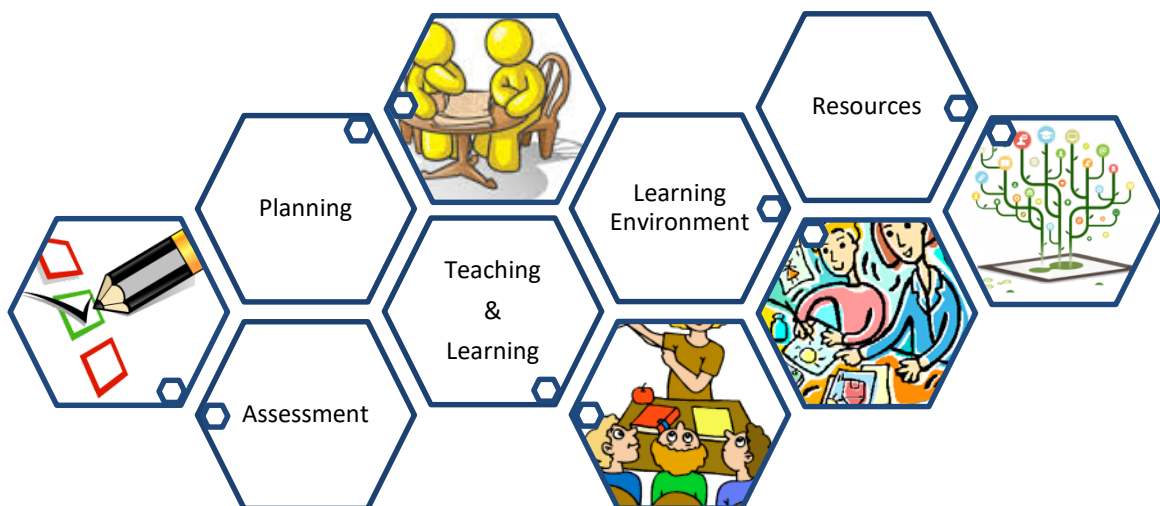 Resources
Planning
Learning
Environment
Teaching
&
Learning
Assessment